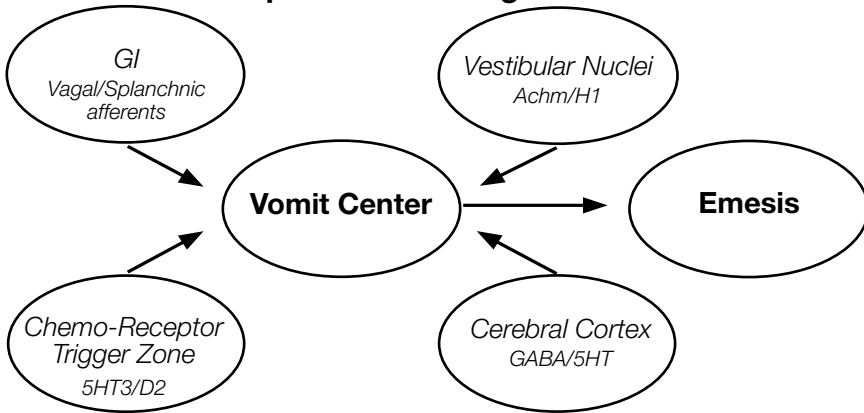 GI
Vagal/Splanchnic
afferents
Vestibular Nuclei
Achm/H1
Vomit Center
Emesis
Chemo-Receptor
Trigger Zone
5HT3/D2
Cerebral Cortex
GABA/5HT